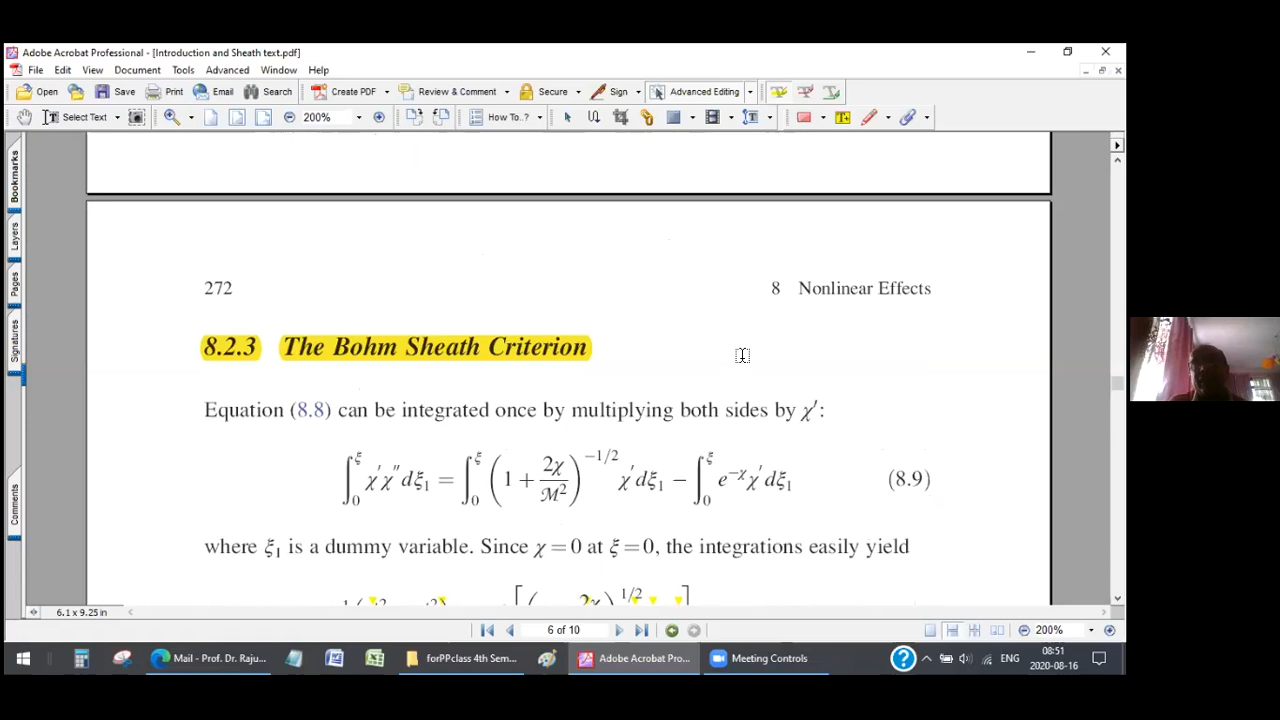 Adobe Acrobat Professional - [Introduction and Sheath text.pdf]
File Edit View Document Tools Advanced Window Help
Open Save Print Email Search Create PDF Review & Comment Secure Sign Advanced Editing
Select Text 200% How To..?
Bookmarks
Layers
Pages
Signatures
Comments
272 8 Nonlinear Effects
8.2.3 The Bohm Sheath Criterion
Equation (8.8) can be integrated once by multiplying both sides by χ′:
∫₀^ξ χ′χ″dξ₁ = ∫₀^ξ (1 + 2χ/ℳ²)^{−1/2} χ′dξ₁ − ∫₀^ξ e^{−χ}χ′dξ₁ (8.9)
where ξ₁ is a dummy variable. Since χ = 0 at ξ = 0, the integrations easily yield
6.1 x 9.25 in
6 of 10 200%
Mail - Prof. Dr. Raju... forPPclass 4th Sem... Adobe Acrobat Pro... Meeting Controls ENG 08:51
2020-08-16